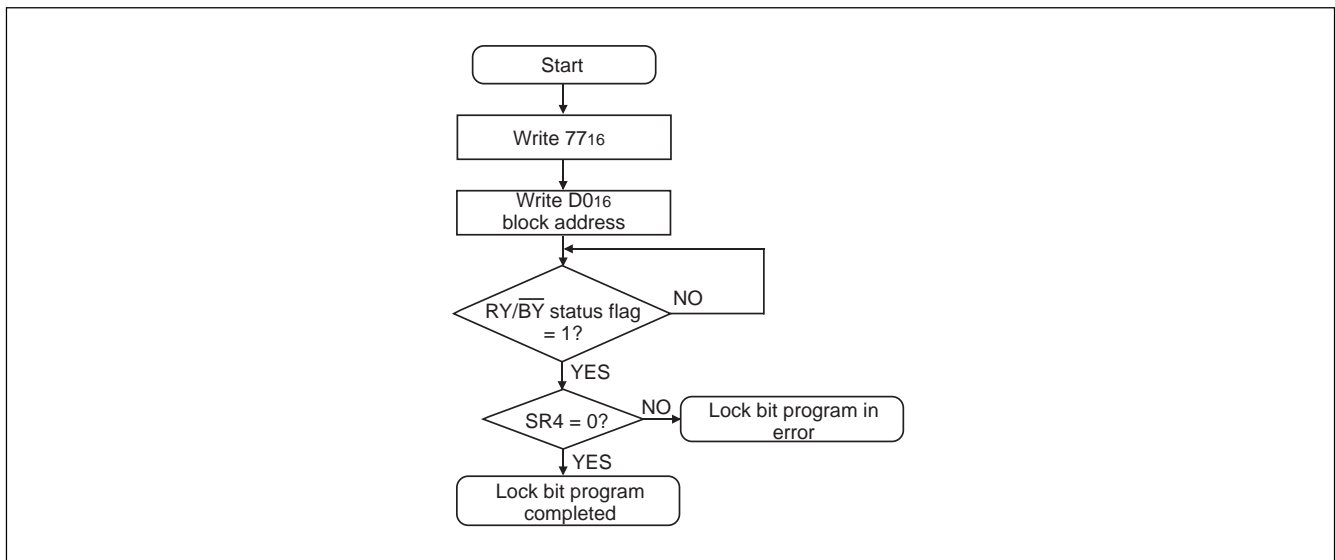 Start
Write 7716
Write D016
block address
RY/BY status flag
= 1?
NO
YES
SR4 = 0?
NO
Lock bit program in
error
YES
Lock bit program
completed